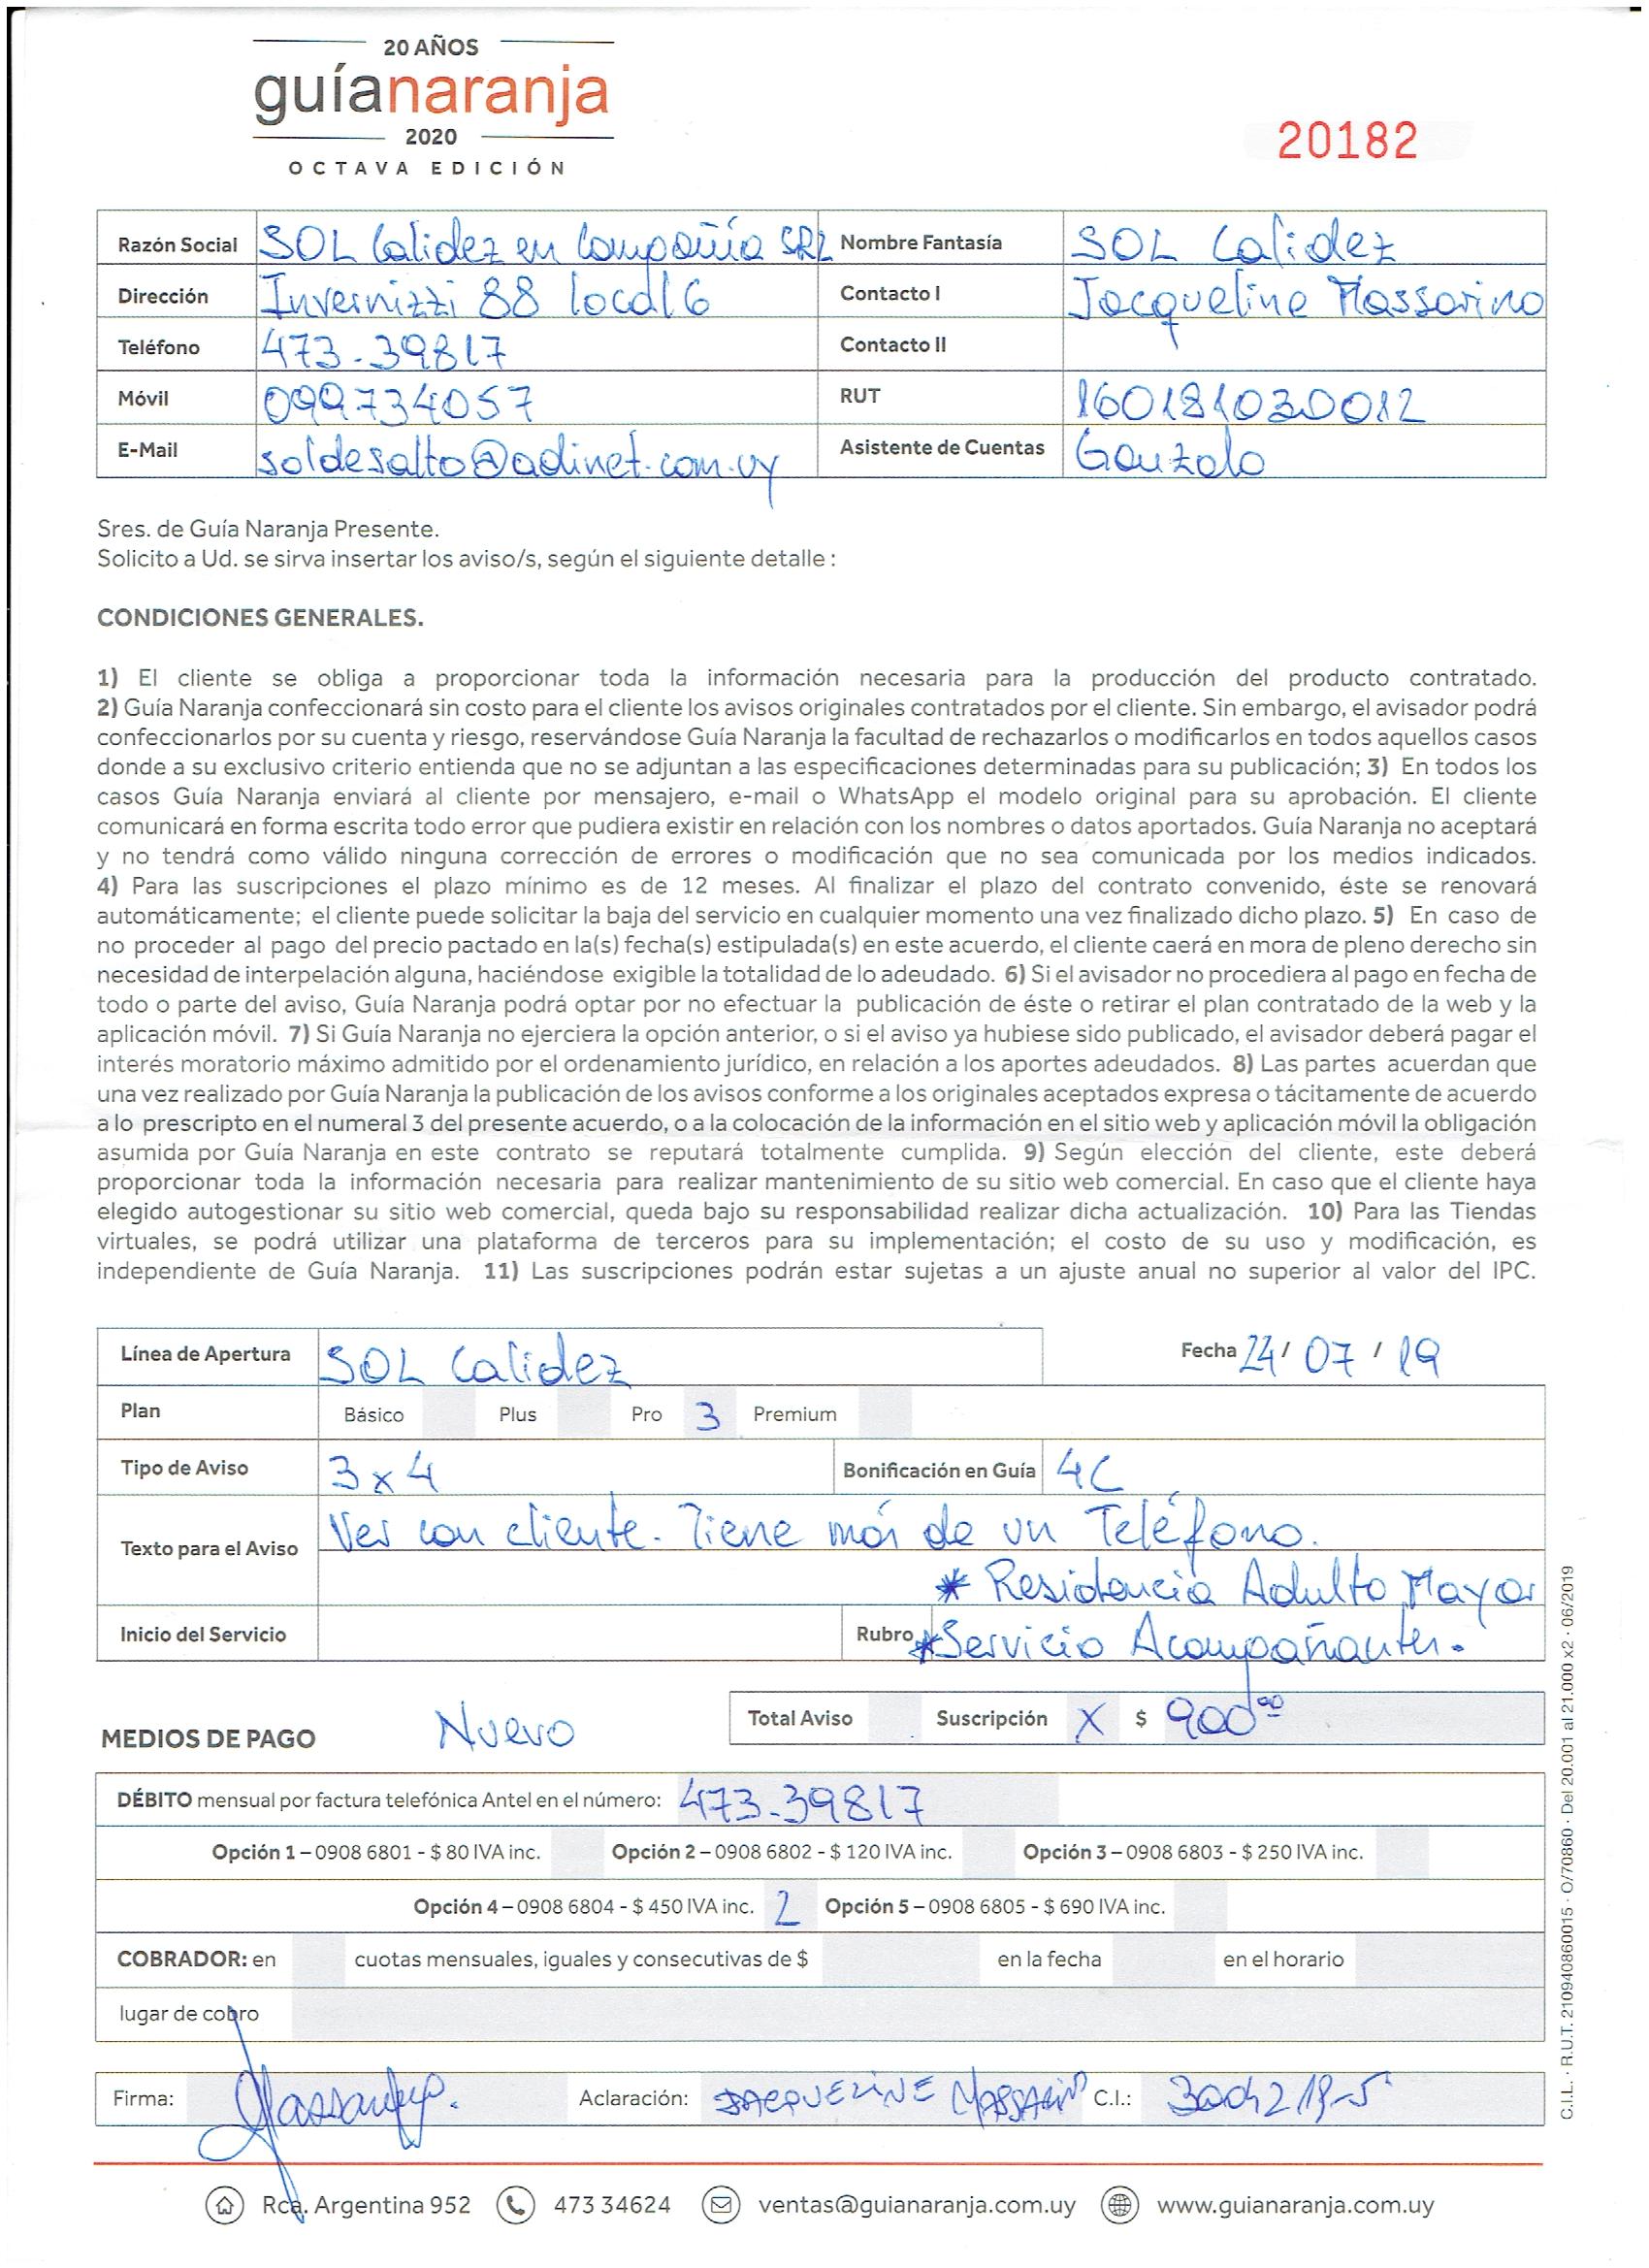 20 AÑOS
guíanaranja
2020
OCTAVA EDICIÓN
20182
Razón Social SOL Calidez en Compañía SRL Nombre Fantasía SOL Calidez
Dirección Invernizzi 88 local 6 Contacto I Jacqueline Massarino
Teléfono 473-39817 Contacto II
Móvil 099734057 RUT 160181030012
E-Mail soldesalto@adinet.com.uy Asistente de Cuentas Gonzalo
Sres. de Guía Naranja Presente.
Solicito a Ud. se sirva insertar los aviso/s, según el siguiente detalle :
CONDICIONES GENERALES.
1) El cliente se obliga a proporcionar toda la información necesaria para la producción del producto contratado.
2) Guía Naranja confeccionará sin costo para el cliente los avisos originales contratados por el cliente. Sin embargo, el avisador podrá
confeccionarlos por su cuenta y riesgo, reservándose Guía Naranja la facultad de rechazarlos o modificarlos en todos aquellos casos
donde a su exclusivo criterio entienda que no se adjuntan a las especificaciones determinadas para su publicación; 3) En todos los
casos Guía Naranja enviará al cliente por mensajero, e-mail o WhatsApp el modelo original para su aprobación. El cliente
comunicará en forma escrita todo error que pudiera existir en relación con los nombres o datos aportados. Guía Naranja no aceptará
y no tendrá como válido ninguna corrección de errores o modificación que no sea comunicada por los medios indicados.
4) Para las suscripciones el plazo mínimo es de 12 meses. Al finalizar el plazo del contrato convenido, éste se renovará
automáticamente; el cliente puede solicitar la baja del servicio en cualquier momento una vez finalizado dicho plazo. 5) En caso de
no proceder al pago del precio pactado en la(s) fecha(s) estipulada(s) en este acuerdo, el cliente caerá en mora de pleno derecho sin
necesidad de interpelación alguna, haciéndose exigible la totalidad de lo adeudado. 6) Si el avisador no procediera al pago en fecha de
todo o parte del aviso, Guía Naranja podrá optar por no efectuar la publicación de éste o retirar el plan contratado de la web y la
aplicación móvil. 7) Si Guía Naranja no ejerciera la opción anterior, o si el aviso ya hubiese sido publicado, el avisador deberá pagar el
interés moratorio máximo admitido por el ordenamiento jurídico, en relación a los aportes adeudados. 8) Las partes acuerdan que
una vez realizado por Guía Naranja la publicación de los avisos conforme a los originales aceptados expresa o tácitamente de acuerdo
a lo prescripto en el numeral 3 del presente acuerdo, o a la colocación de la información en el sitio web y aplicación móvil la obligación
asumida por Guía Naranja en este contrato se reputará totalmente cumplida. 9) Según elección del cliente, este deberá
proporcionar toda la información necesaria para realizar mantenimiento de su sitio web comercial. En caso que el cliente haya
elegido autogestionar su sitio web comercial, queda bajo su responsabilidad realizar dicha actualización. 10) Para las Tiendas
virtuales, se podrá utilizar una plataforma de terceros para su implementación; el costo de su uso y modificación, es
independiente de Guía Naranja. 11) Las suscripciones podrán estar sujetas a un ajuste anual no superior al valor del IPC.
Línea de Apertura SOL Calidez Fecha 24/ 07 / 19
Plan Básico Plus Pro 3 Premium
Tipo de Aviso 3 x 4 Bonificación en Guía 4C
Texto para el Aviso Ver con cliente. Tiene más de un Teléfono.
* Residencia Adulto Mayor
Inicio del Servicio Rubro *Servicio Acompañantes.
MEDIOS DE PAGO Nuevo Total Aviso Suscripción X $ 900 00
DÉBITO mensual por factura telefónica Antel en el número: 473-39817
Opción 1 – 0908 6801 - $ 80 IVA inc. Opción 2 – 0908 6802 - $ 120 IVA inc. Opción 3 – 0908 6803 - $ 250 IVA inc.
Opción 4 – 0908 6804 - $ 450 IVA inc. 2 Opción 5 – 0908 6805 - $ 690 IVA inc.
COBRADOR: en cuotas mensuales, iguales y consecutivas de $ en la fecha en el horario
lugar de cobro
Firma: Aclaración: JACQUELINE MASSARINO C.I.:
Rca. Argentina 952 473 34624 ventas@guianaranja.com.uy www.guianaranja.com.uy
C.I.L. · R.U.T. 210940860015 · O/70860 · Del 20.001 al 21.000 x2 · 06/2019